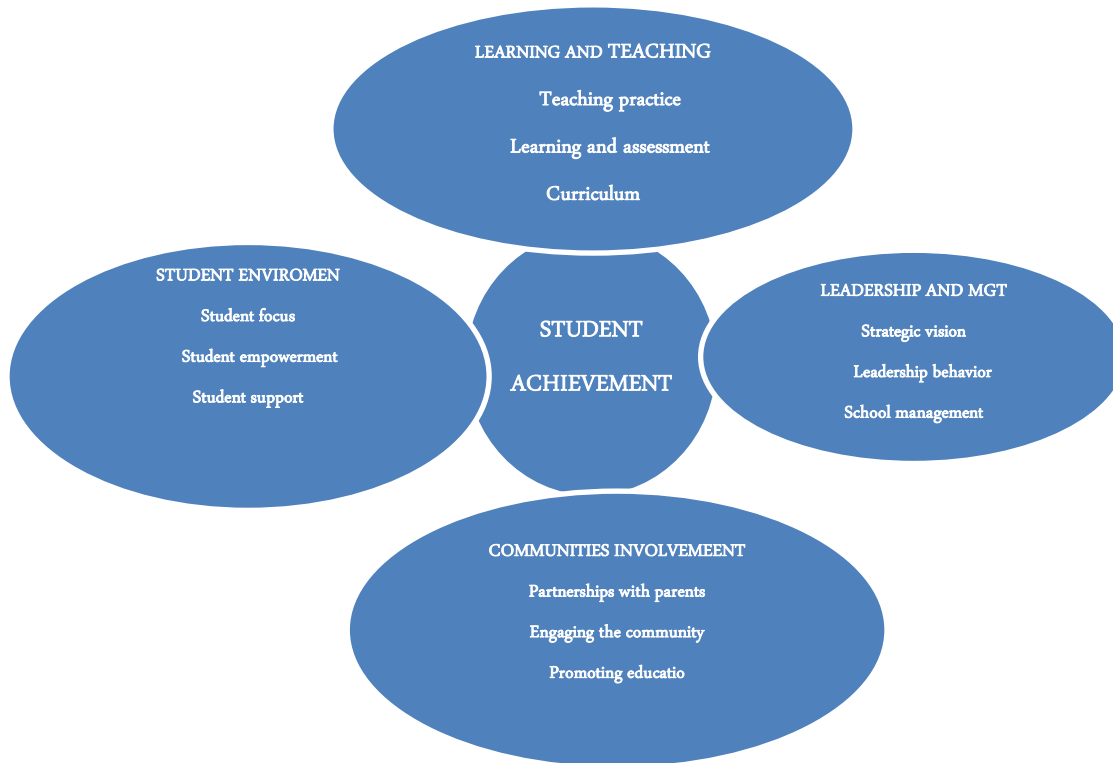 LEARNING AND TEACHING
Teaching practice
Learning and assessment
Curriculum
STUDENT ENVIROMEN
Student focus
Student empowerment
Student support
STUDENT
ACHIEVEMENT
LEADERSHIP AND MGT
Strategic vision
Leadership behavior
School management
COMMUNITIES INVOLVEMEENT
Partnerships with parents
Engaging the community
Promoting educatio